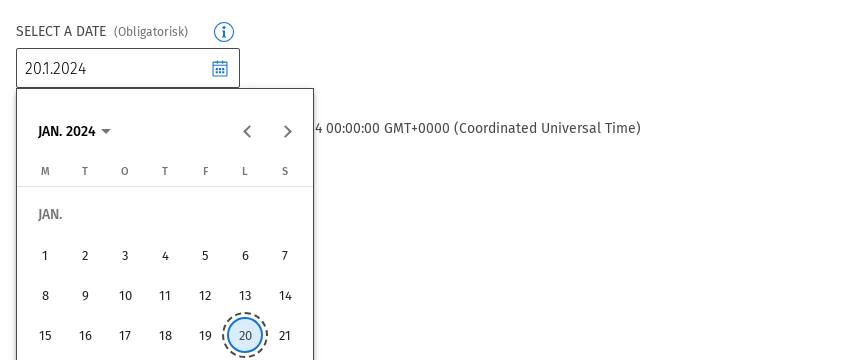 SELECT A DATE (Obligatorisk)
20.1.2024
JAN. 2024
4 00:00:00 GMT+0000 (Coordinated Universal Time)
M T O T F L S
JAN.
1 2 3 4 5 6 7
8 9 10 11 12 13 14
15 16 17 18 19 20 21